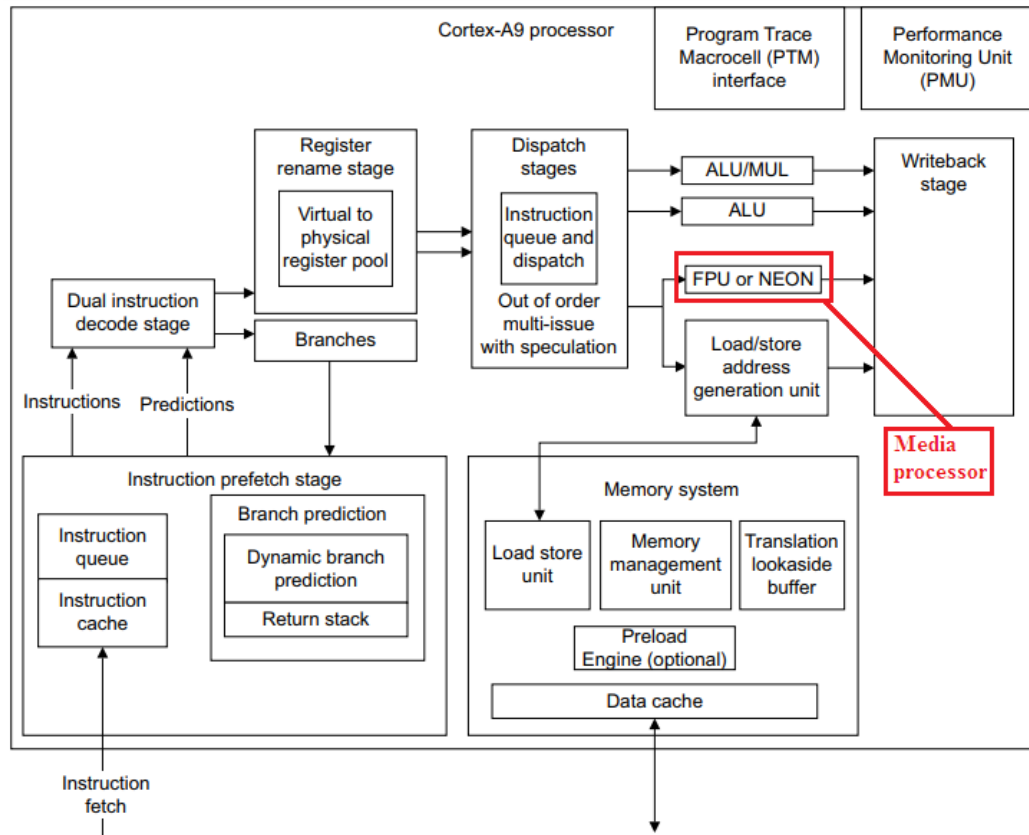 Cortex-A9 processor
Program Trace
Macrocell (PTM)
interface
Performance
Monitoring Unit
(PMU)
Register
rename stage
Virtual to
physical
register pool
Dispatch
stages
Instruction
queue and
dispatch
Out of order
multi-issue
with speculation
ALU/MUL
ALU
FPU or NEON
Load/store
address
generation unit
Writeback
stage
Dual instruction
decode stage
Branches
Instructions
Predictions
Media
processor
Instruction prefetch stage
Instruction
queue
Instruction
cache
Branch prediction
Dynamic branch
prediction
Return stack
Memory system
Load store
unit
Memory
management
unit
Translation
lookaside
buffer
Preload
Engine (optional)
Data cache
Instruction
fetch